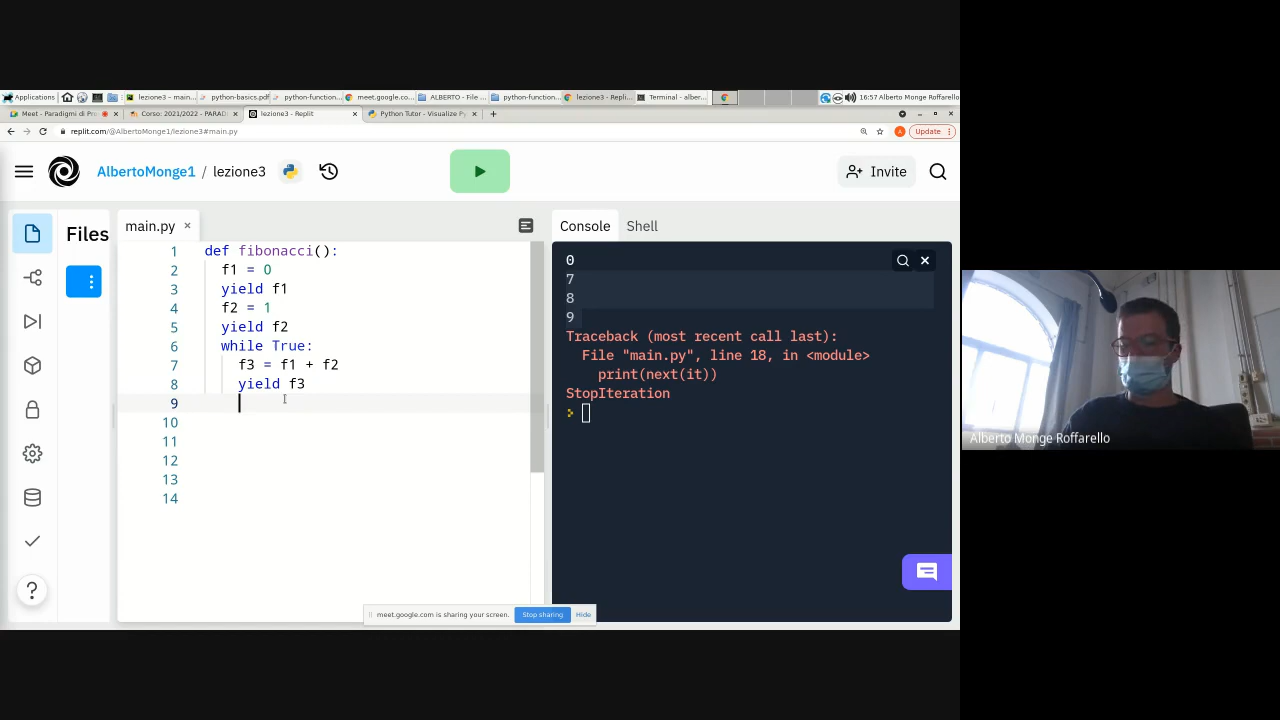 Applications
lezione3 – main...
python-basics.pdf
python-function...
meet.google.co...
ALBERTO - File ...
python-function...
lezione3 - Repli...
Terminal - alber...
16:57 Alberto Monge Roffarello
Meet - Paradigmi di Pro
Corso: 2021/2022 - PARAD
lezione3 - Replit
Python Tutor - Visualize Py
replit.com/@AlbertoMonge1/lezione3#main.py
Update
AlbertoMonge1 / lezione3
Invite
Files
main.py
Console
Shell
1 def fibonacci():
2 f1 = 0
3 yield f1
4 f2 = 1
5 yield f2
6 while True:
7 f3 = f1 + f2
8 yield f3
9
10
11
12
13
14
0
7
8
9
Traceback (most recent call last):
File "main.py", line 18, in <module>
print(next(it))
StopIteration
meet.google.com is sharing your screen.
Stop sharing
Hide
Alberto Monge Roffarello